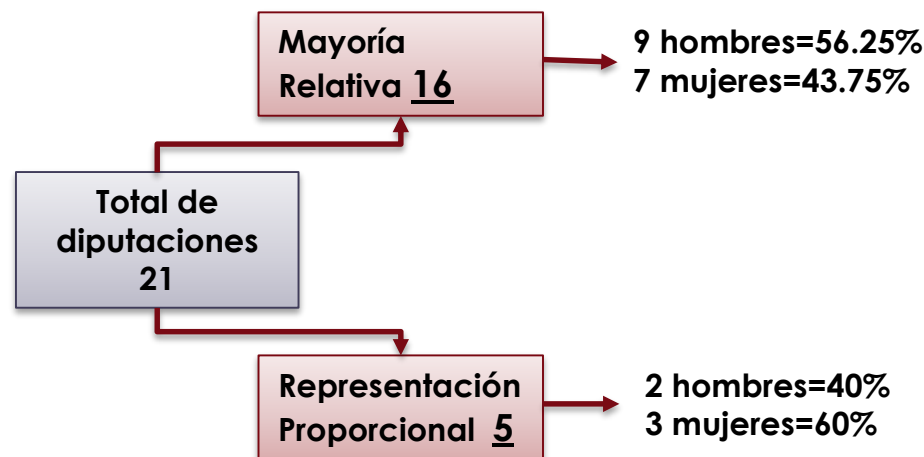 Mayoría
Relativa 16
9 hombres=56.25%
7 mujeres=43.75%
Total de
diputaciones
21
Representación
Proporcional 5
2 hombres=40%
3 mujeres=60%